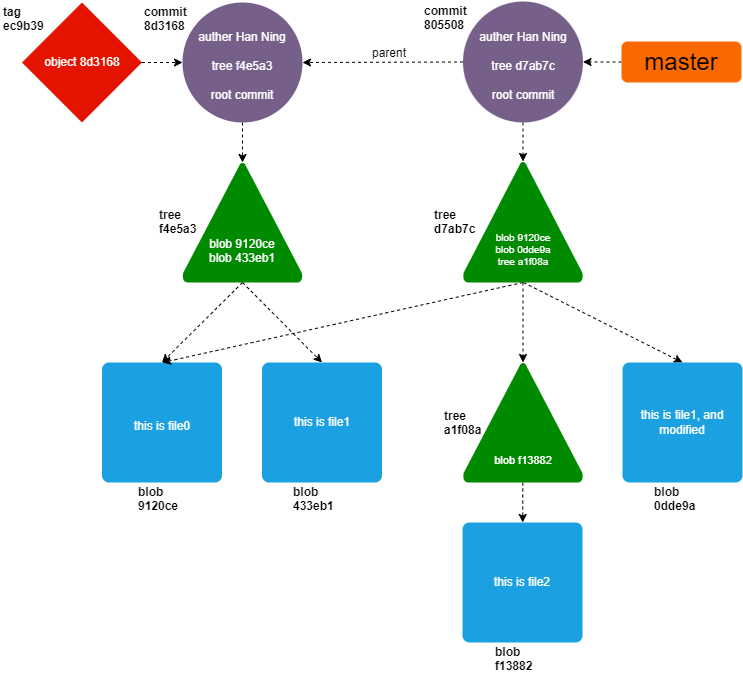 tag
ec9b39
object 8d3168
commit
8d3168
auther Han Ning
tree f4e5a3
root commit
parent
commit
805508
auther Han Ning
tree d7ab7c
root commit
master
tree
f4e5a3
blob 9120ce
blob 433eb1
tree
d7ab7c
blob 9120ce
blob 0dde9a
tree a1f08a
this is file0
blob
9120ce
this is file1
blob
433eb1
tree
a1f08a
blob f13882
this is file1, and
modified
blob
0dde9a
this is file2
blob
f13882